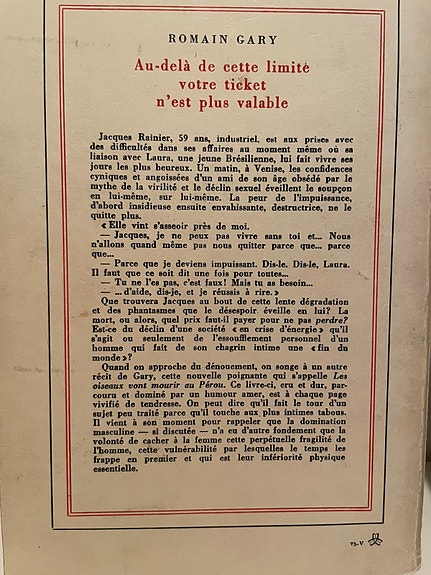 ROMAIN GARY
Au-delà de cette limite
votre ticket
n'est plus valable
Jacques Rainier, 59 ans, industriel, est aux prises avec
des difficultés dans ses affaires au moment même où sa
liaison avec Laura, une jeune Brésilienne, lui fait vivre ses
jours les plus heureux. Un matin, à Venise, les confidences
cyniques et angoissées d'un ami de son âge obsédé par le
mythe de la virilité et le déclin sexuel éveillent le soupçon
en lui-même, sur lui-même. La peur de l'impuissance,
d'abord insidieuse ensuite envahissante, destructrice, ne le
quitte plus.
« Elle vint s'asseoir près de moi.
— Jacques, je ne peux pas vivre sans toi et... Nous
n'allons quand même pas nous quitter parce que... parce
que...
— Parce que je deviens impuissant. Dis-le. Dis-le, Laura.
Il faut que ce soit dit une fois pour toutes...
— Tu ne l'es pas, c'est faux! Mais tu as besoin...
— ... d'aide, dis-je, et je réussis à rire. »
Que trouvera Jacques au bout de cette lente dégradation
et des phantasmes que le désespoir éveille en lui? La
mort, ou alors, quel prix faut-il payer pour ne pas perdre?
Est-ce du déclin d'une société « en crise d'énergie » qu'il
s'agit ou seulement de l'essoufflement personnel d'un
homme qui fait de son chagrin intime une « fin du
monde »?
Quand on approche du dénouement, on songe à un autre
récit de Gary, cette nouvelle poignante qui s'appelle Les
oiseaux vont mourir au Pérou. Ce livre-ci, cru et dur, par-
couru et dominé par un humour amer, est à chaque page
vivifié de tendresse. On peut dire qu'il fait le tour d'un
sujet peu traité parce qu'il touche aux plus intimes tabous.
Il vient à son moment pour rappeler que la domination
masculine — si discutée — n'a eu d'autre fondement que la
volonté de cacher à la femme cette perpétuelle fragilité de
l'homme, cette vulnérabilité par lesquelles le temps les
frappe en premier et qui est leur infériorité physique
essentielle.
75-V